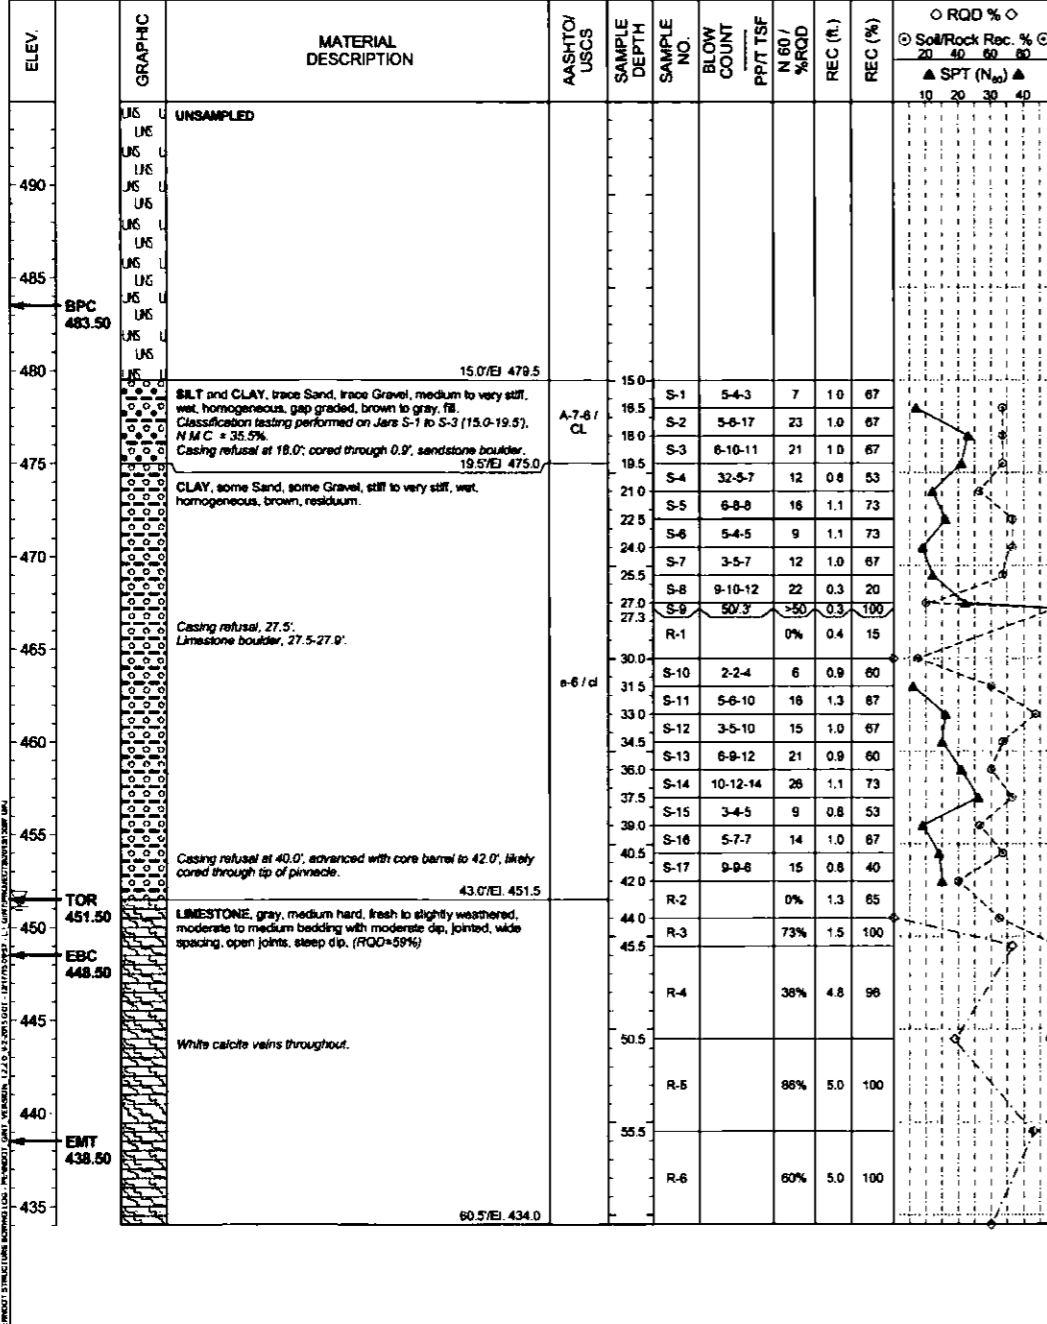 ELEV.
GRAPHIC
MATERIAL
DESCRIPTION
AASHTO/
USCS
SAMPLE
DEPTH
SAMPLE
NO.
BLOW
COUNT
PP/T TSF
N 60 /
%RQD
REC (ft.)
REC (%)
◇ RQD % ◇
⊙ Soil/Rock Rec. % ⊙
20 40 60 80
▲ SPT (N₆₀) ▲
10 20 30 40
UNSAMPLED
490
485
BPC
483.50
480
15.0'/El. 479.5
15.0
SILT and CLAY, trace Sand, trace Gravel, medium to very stiff,
wet, homogeneous, gap graded, brown to gray, fill.
Classification testing performed on Jars S-1 to S-3 (15.0-19.5').
N M C = 35.5%.
Casing refusal at 18.0'; cored through 0.9', sandstone boulder.
19.5'/El. 475.0
A-7-6 /
CL
S-1 5-4-3 7 1.0 67
16.5
S-2 5-6-17 23 1.0 67
18.0
S-3 6-10-11 21 1.0 67
19.5
475
CLAY, some Sand, some Gravel, stiff to very stiff, wet,
homogeneous, brown, residuum.
S-4 32-5-7 12 0.8 53
21.0
S-5 6-8-8 16 1.1 73
22.5
S-6 5-4-5 9 1.1 73
24.0
470
S-7 3-5-7 12 1.0 67
25.5
S-8 9-10-12 22 0.3 20
27.0
S-9 50/.3' >50 0.3 100
27.3
Casing refusal, 27.5'.
Limestone boulder, 27.5-27.9'.
R-1 0% 0.4 15
465
30.0
a-6 / cl
S-10 2-2-4 6 0.9 60
31.5
S-11 5-6-10 16 1.3 87
33.0
S-12 3-5-10 15 1.0 67
460
34.5
S-13 6-9-12 21 0.9 60
36.0
S-14 10-12-14 26 1.1 73
37.5
S-15 3-4-5 9 0.8 53
455
39.0
S-16 5-7-7 14 1.0 67
40.5
Casing refusal at 40.0', advanced with core barrel to 42.0', likely
cored through tip of pinnacle.
S-17 9-9-6 15 0.6 40
42.0
43.0'/El. 451.5
TOR
451.50
R-2 0% 1.3 65
44.0
LIMESTONE, gray, medium hard, fresh to slightly weathered,
moderate to medium bedding with moderate dip, jointed, wide
spacing, open joints, steep dip. (RQD=59%)
450
R-3 73% 1.5 100
45.5
EBC
448.50
R-4 38% 4.8 96
445
White calcite veins throughout.
50.5
R-5 86% 5.0 100
440
55.5
EMT
438.50
R-6 60% 5.0 100
435
60.5'/El. 434.0